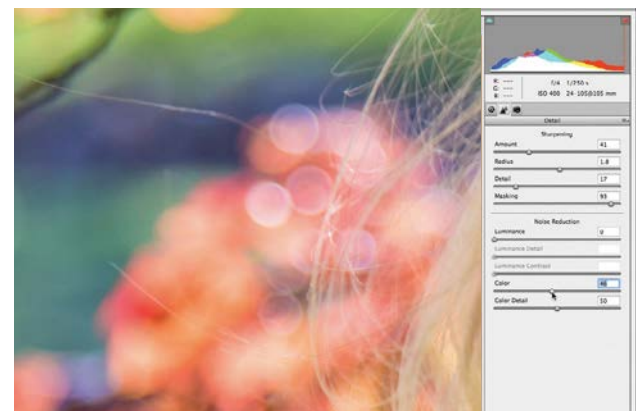 R: ---
G: ---
B: ---
f/4 1/250 s
ISO 400 24-105@105 mm
Detail
Sharpening
Amount 41
Radius 1.8
Detail 17
Masking 93
Noise Reduction
Luminance 0
Luminance Detail
Luminance Contrast
Color
Color Detail 50